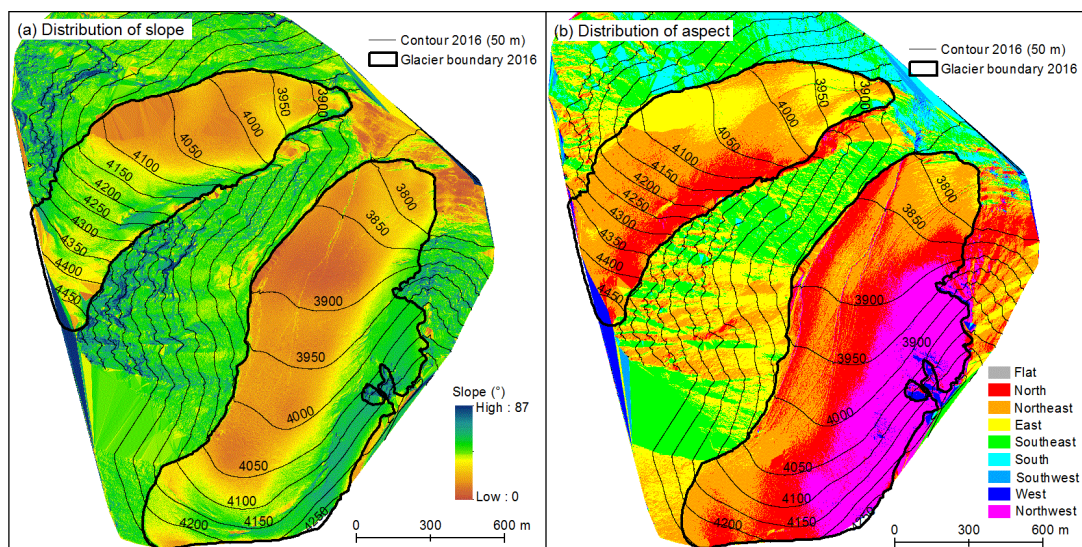 (a) Distribution of slope
Contour 2016 (50 m)
Glacier boundary 2016
3900
3950
4000
4050
4100
4150
4200
4250
4300
4350
4400
4450
3800
3850
3900
3950
4000
4050
4100
4150
4200
4250
Slope (°)
High : 87
Low : 0
0 300 600 m
(b) Distribution of aspect
Contour 2016 (50 m)
Glacier boundary 2016
3900
3950
4000
4050
4100
4150
4200
4250
4300
4350
4400
4450
3800
3850
3900
3950
3900
4000
4050
4100
4150
4200
Flat
North
Northeast
East
Southeast
South
Southwest
West
Northwest
0 300 600 m